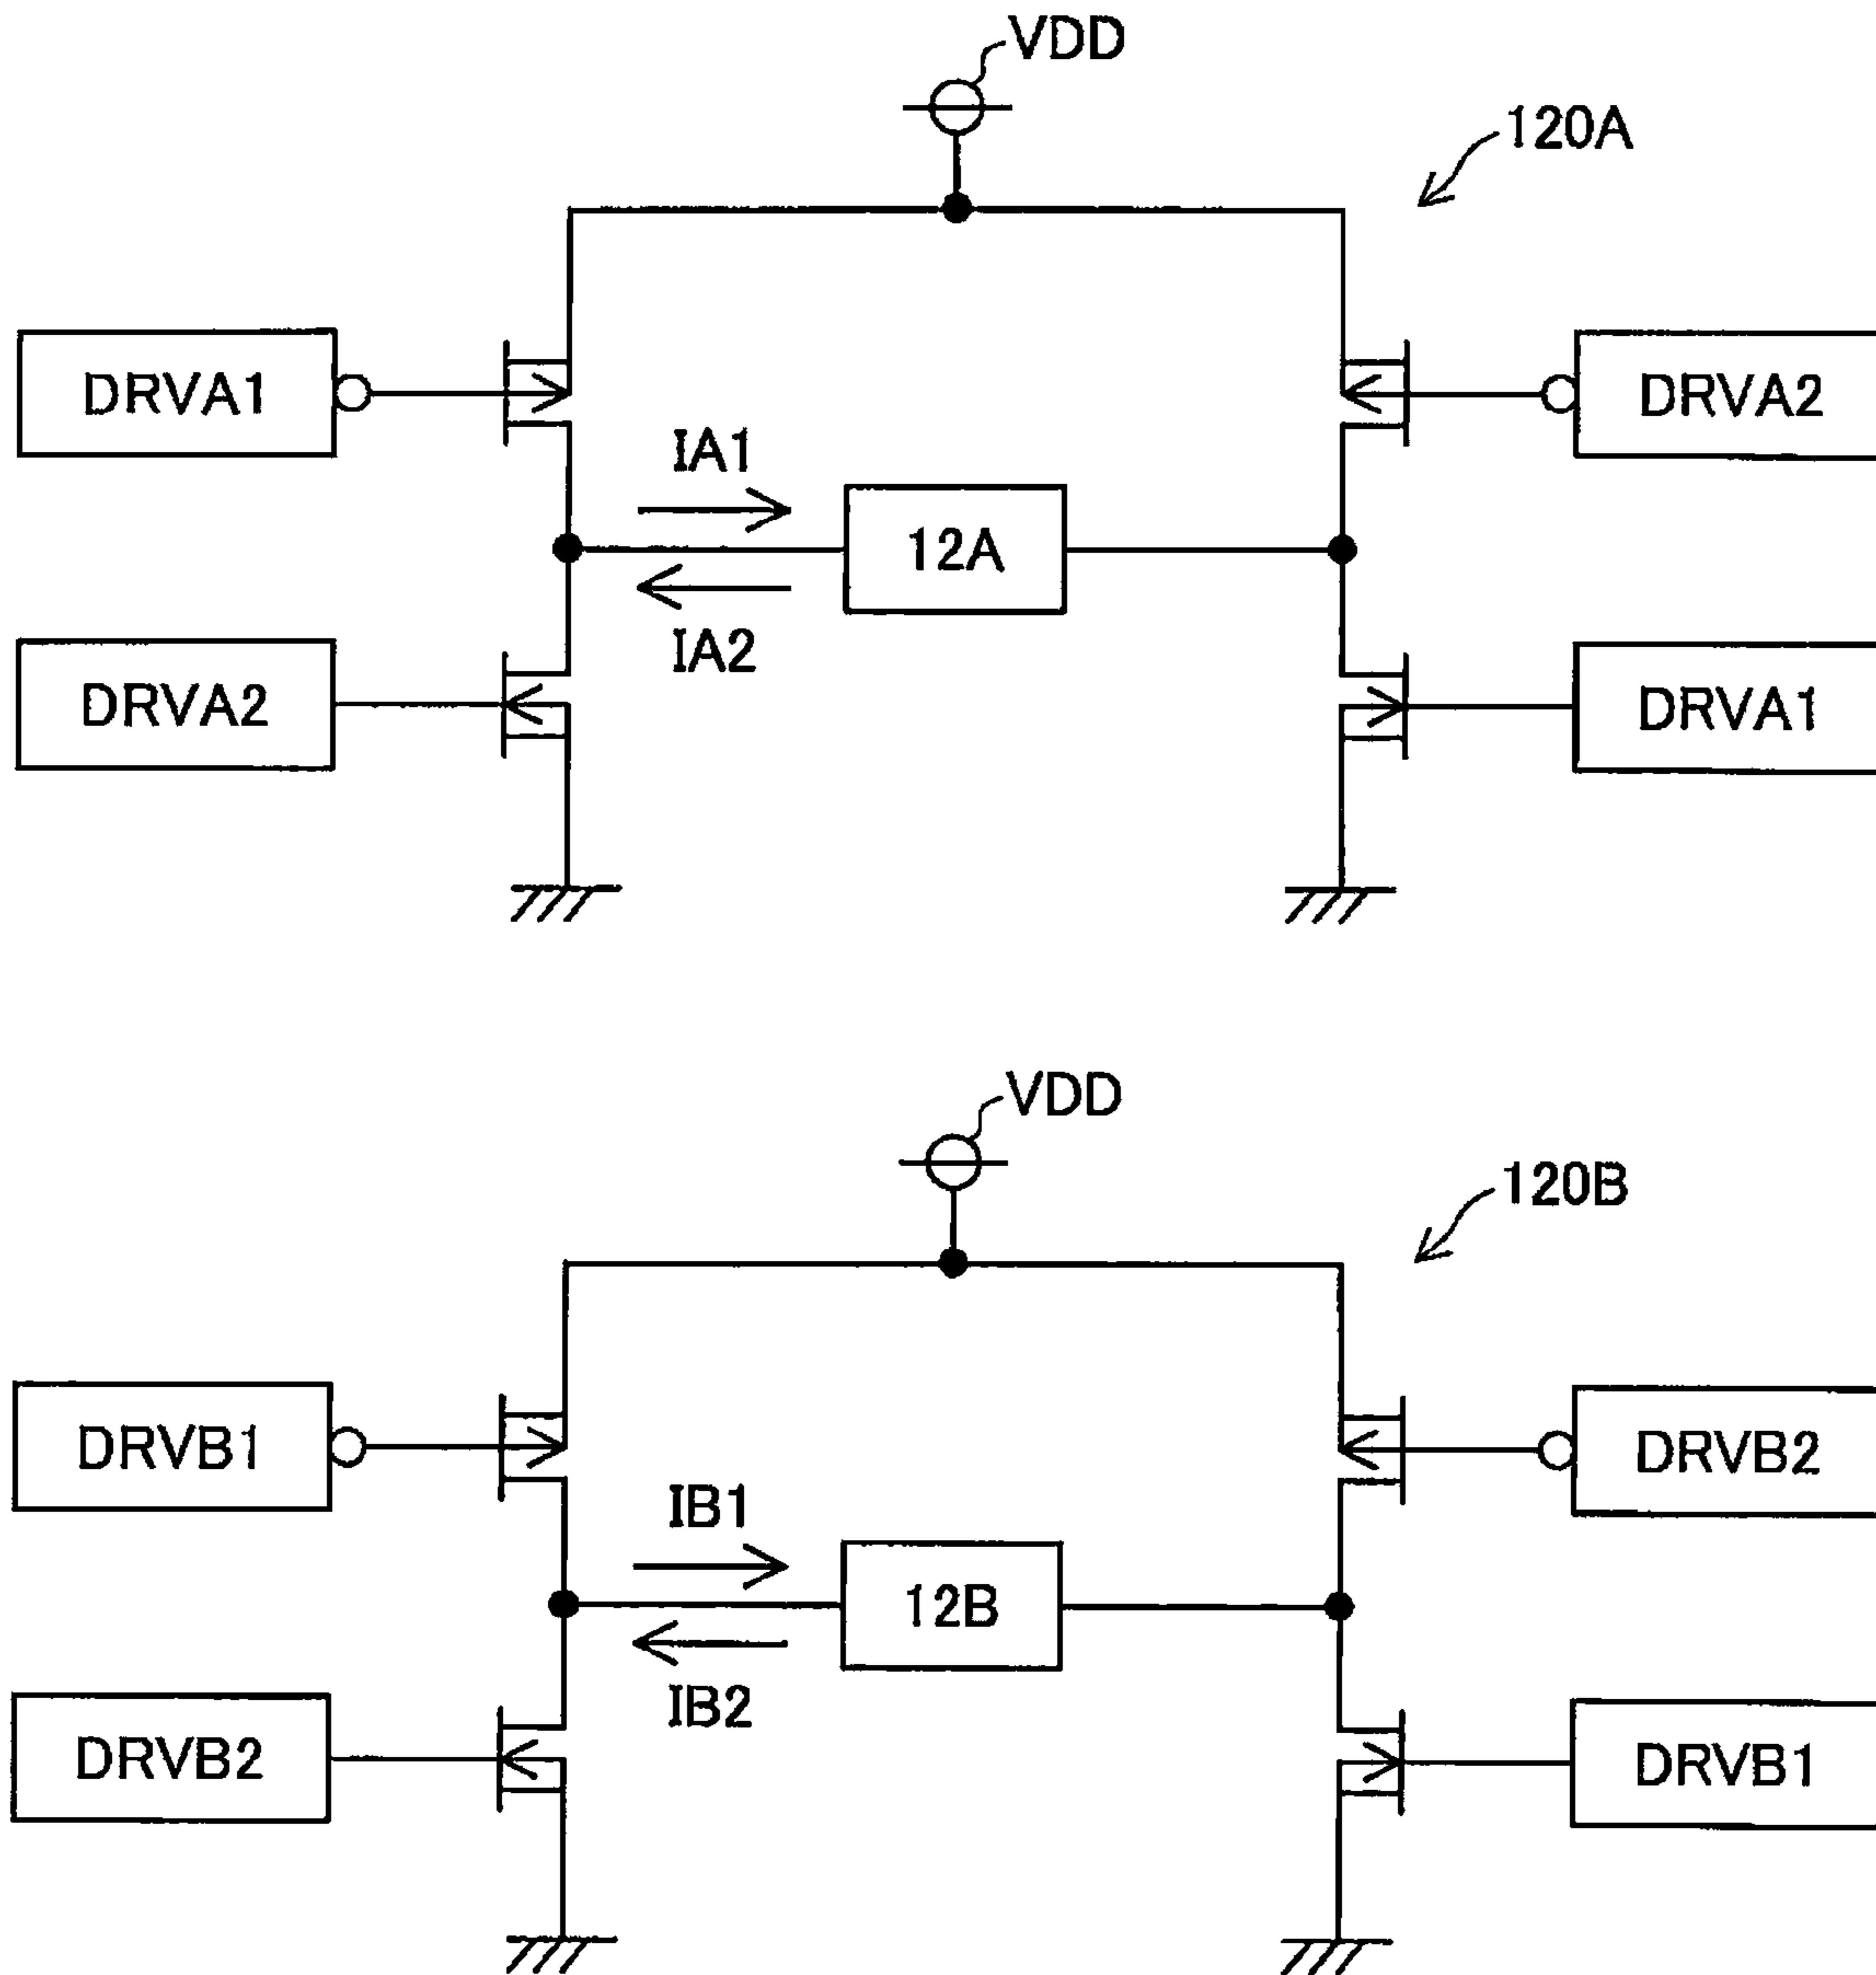 VDD
120A
DRVA1
DRVA2
IA1
12A
IA2
DRVA2
DRVA1
VDD
120B
DRVB1
DRVB2
IB1
12B
IB2
DRVB2
DRVB1